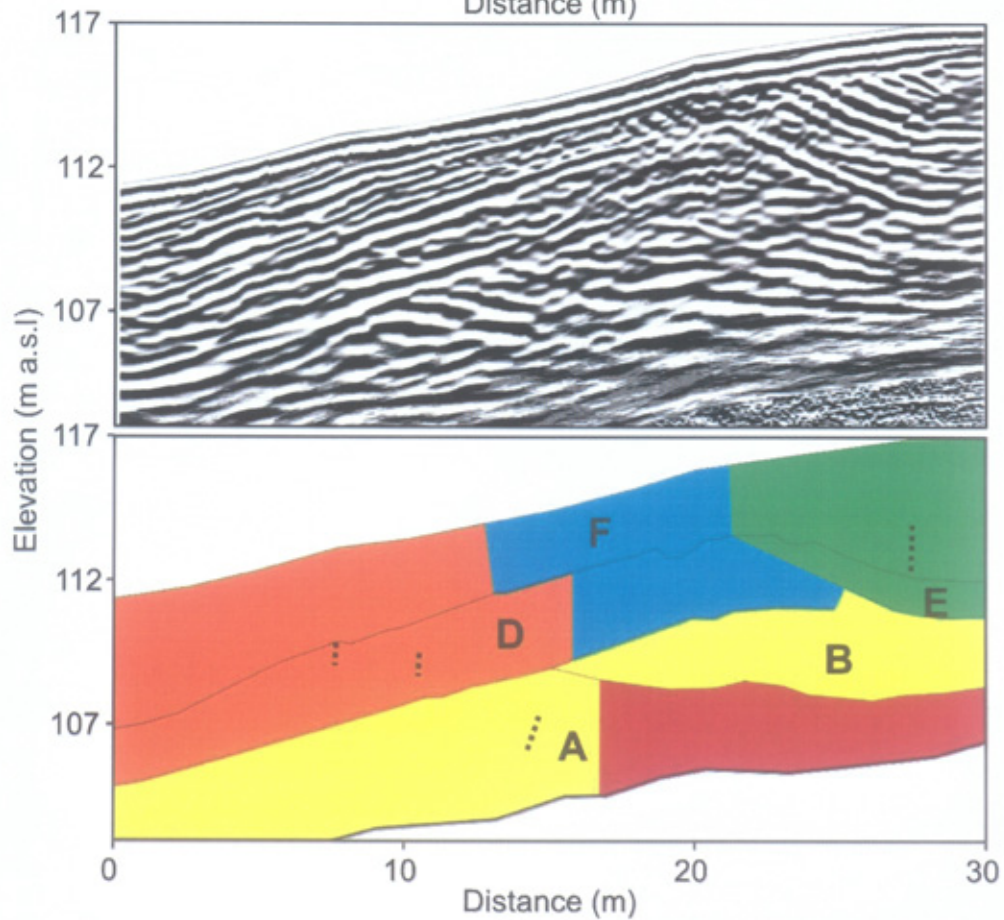 Distance (m)
117
112
107
Elevation (m a.s.l)
117
112
107
F
D
E
B
A
0
10
20
30
Distance (m)